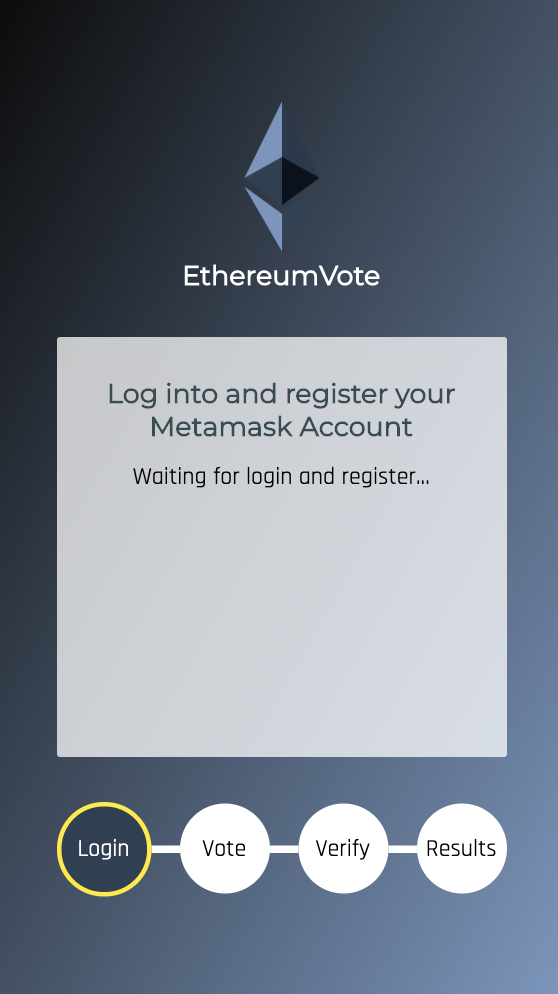 EthereumVote
Log into and register your
Metamask Account
Waiting for login and register...
Login
Vote
Verify
Results